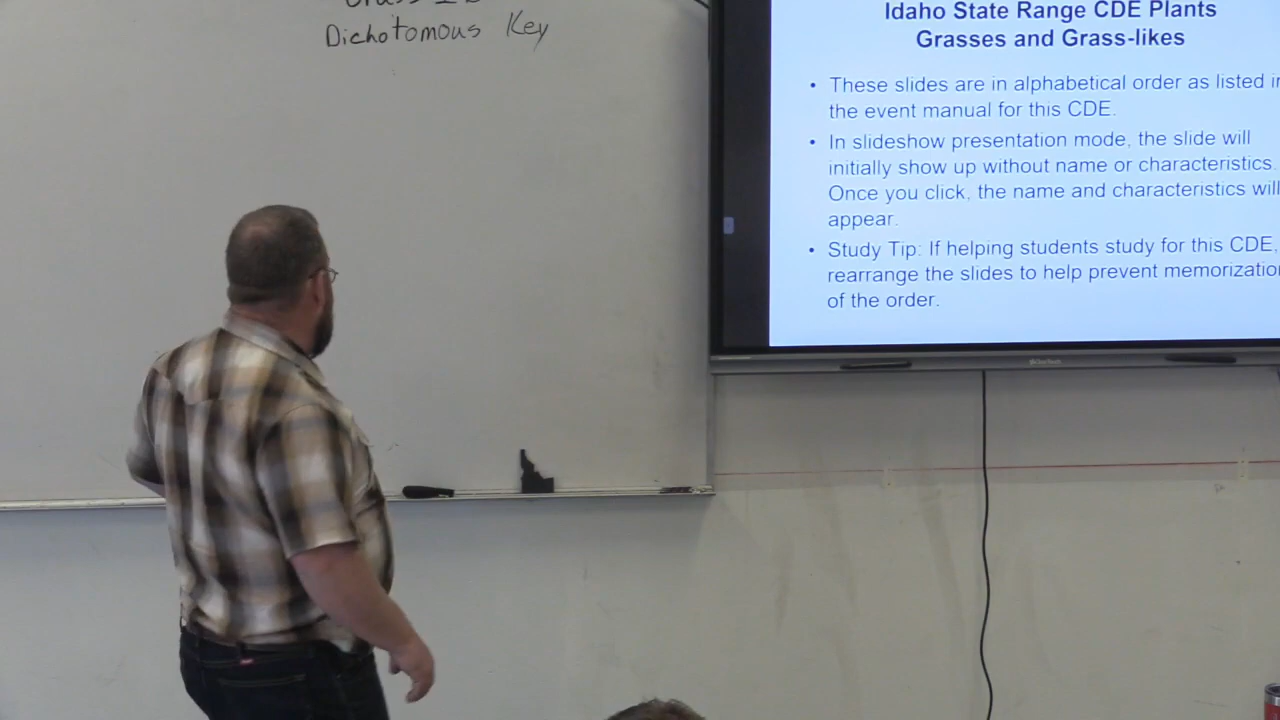 Dichotomous Key
Idaho State Range CDE Plants
Grasses and Grass-likes
• These slides are in alphabetical order as listed in
the event manual for this CDE.
• In slideshow presentation mode, the slide will
initially show up without name or characteristics.
Once you click, the name and characteristics will
appear.
• Study Tip: If helping students study for this CDE,
rearrange the slides to help prevent memorization
of the order.